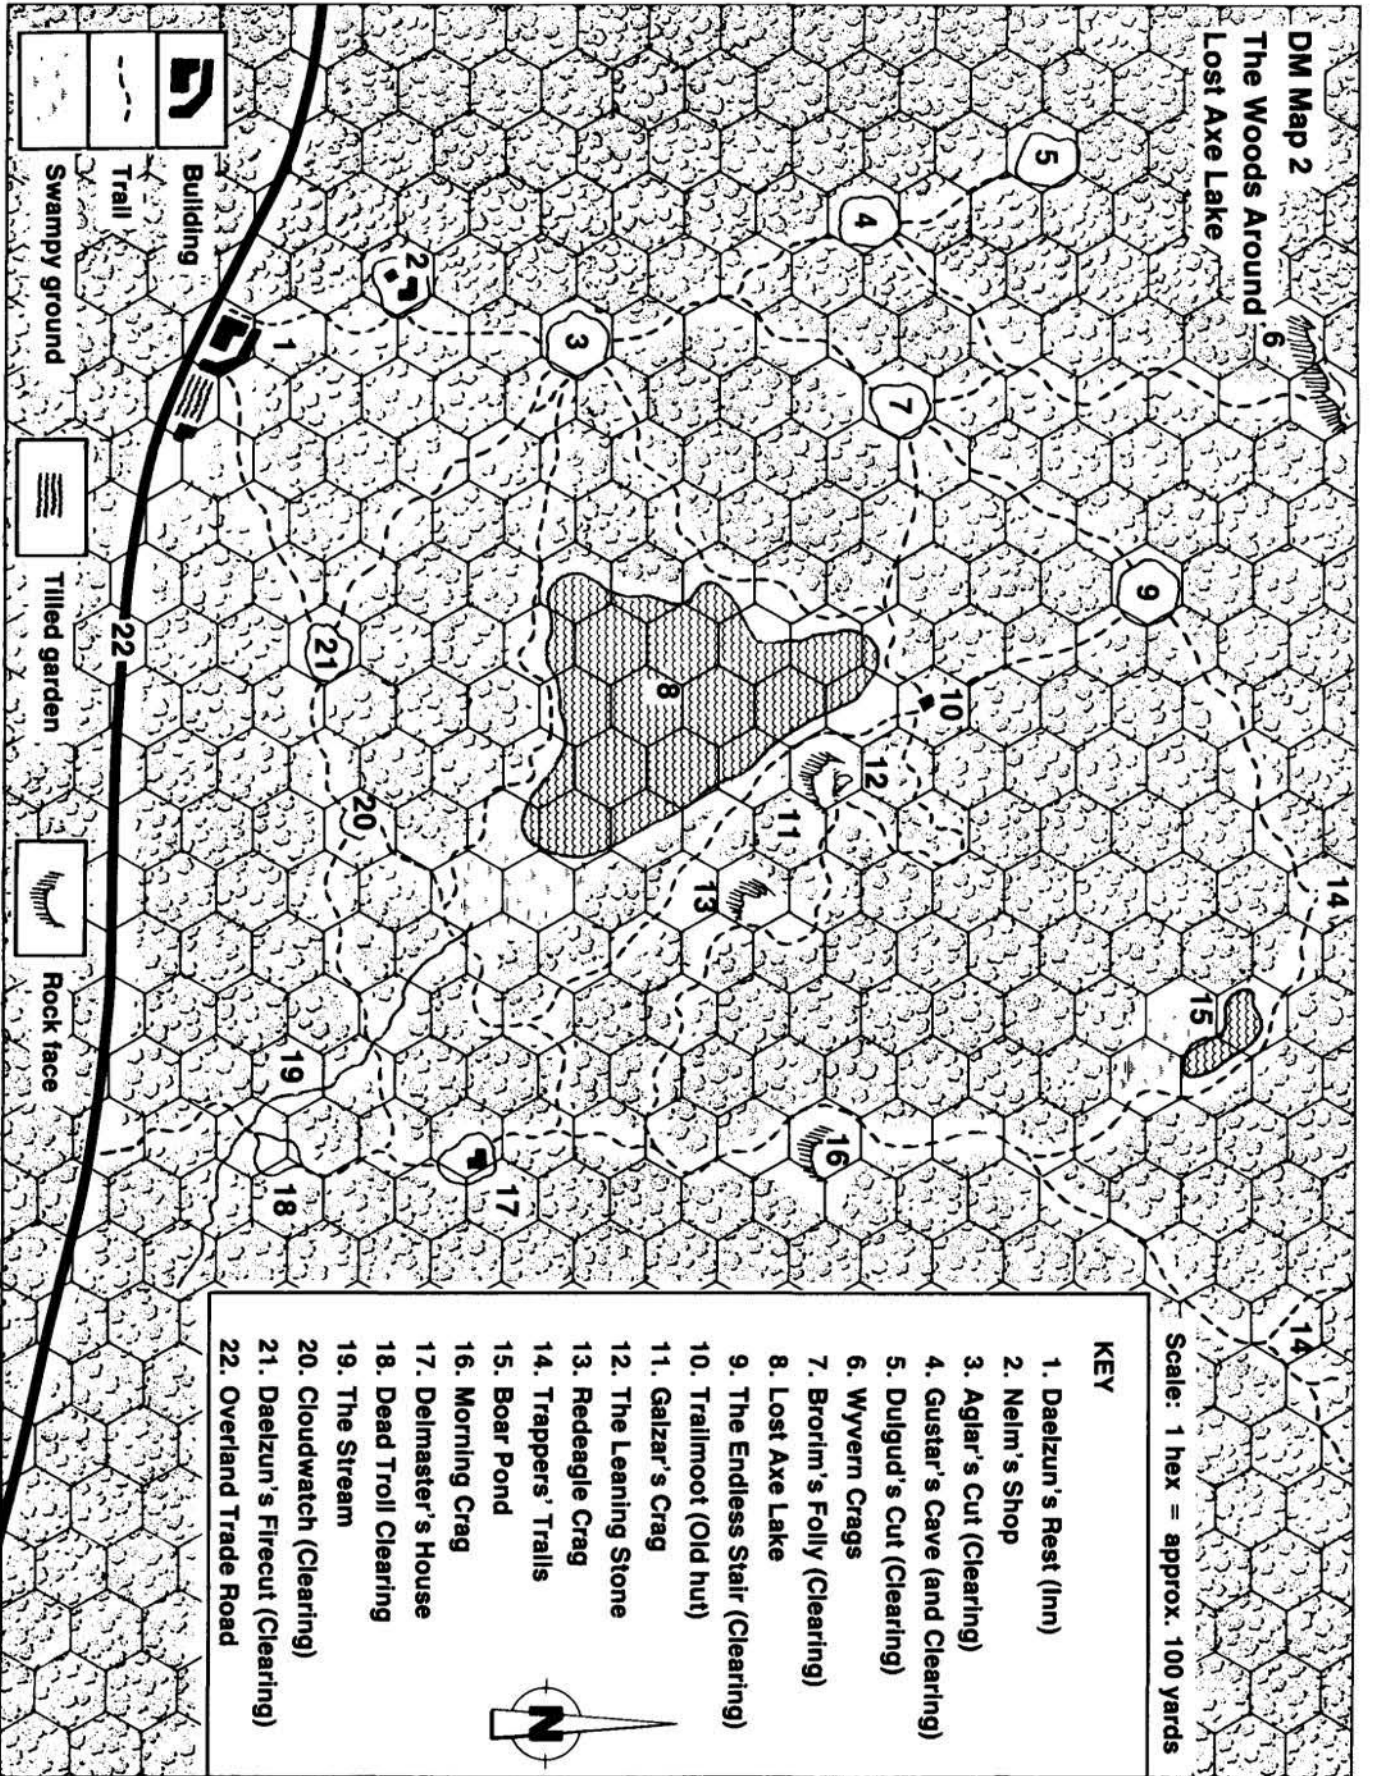 DM Map 2
The Woods Around
Lost Axe Lake
6
14
14
15
9
5
4
7
10
12
11
16
13
8
3
17
2
20
21
1
19
18
22
Scale: 1 hex = approx. 100 yards
KEY
1. Daelzun's Rest (Inn)
2. Nelm's Shop
3. Aglar's Cut (Clearing)
4. Gustar's Cave (and Clearing)
5. Dulgud's Cut (Clearing)
6. Wyvern Crags
7. Brorim's Folly (Clearing)
8. Lost Axe Lake
9. The Endless Stair (Clearing)
10. Trailmoot (Old hut)
11. Galzar's Crag
12. The Leaning Stone
13. Redeagle Crag
14. Trappers' Trails
15. Boar Pond
16. Morning Crag
17. Delmaster's House
18. Dead Troll Clearing
19. The Stream
20. Cloudwatch (Clearing)
21. Daelzun's Firecut (Clearing)
22. Overland Trade Road
N
Building
Trail
Swampy ground
Tilled garden
Rock face